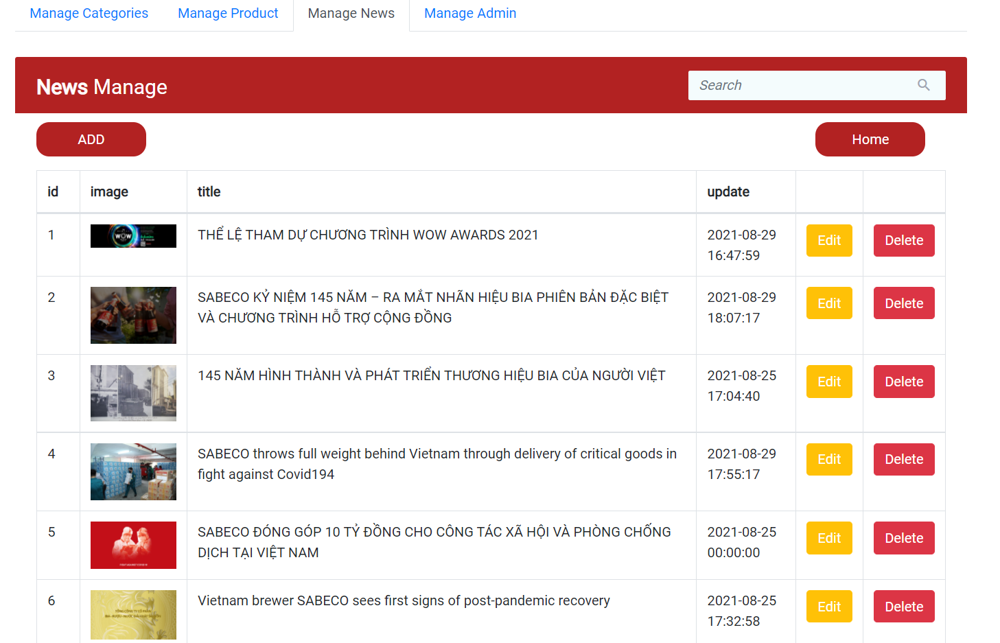 Manage Categories Manage Product Manage News Manage Admin
News Manage
Search
ADD
Home
id image title update
1 WOW THỂ LỆ THAM DỰ CHƯƠNG TRÌNH WOW AWARDS 2021 2021-08-29 Edit Delete
16:47:59
2 SABECO KỶ NIỆM 145 NĂM – RA MẮT NHÃN HIỆU BIA PHIÊN BẢN ĐẶC BIỆT 2021-08-29 Edit Delete
VÀ CHƯƠNG TRÌNH HỖ TRỢ CỘNG ĐỒNG 18:07:17
3 145 NĂM HÌNH THÀNH VÀ PHÁT TRIỂN THƯƠNG HIỆU BIA CỦA NGƯỜI VIỆT 2021-08-25 Edit Delete
17:04:40
4 SABECO throws full weight behind Vietnam through delivery of critical goods in 2021-08-29 Edit Delete
fight against Covid194 17:55:17
5 SABECO ĐÓNG GÓP 10 TỶ ĐỒNG CHO CÔNG TÁC XÃ HỘI VÀ PHÒNG CHỐNG 2021-08-25 Edit Delete
DỊCH TẠI VIỆT NAM 00:00:00
6 Vietnam brewer SABECO sees first signs of post-pandemic recovery 2021-08-25 Edit Delete
17:32:58